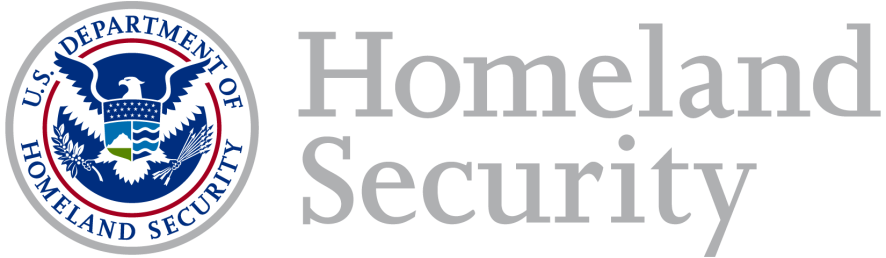 U.S. DEPARTMENT OF
HOMELAND SECURITY
Homeland
Security